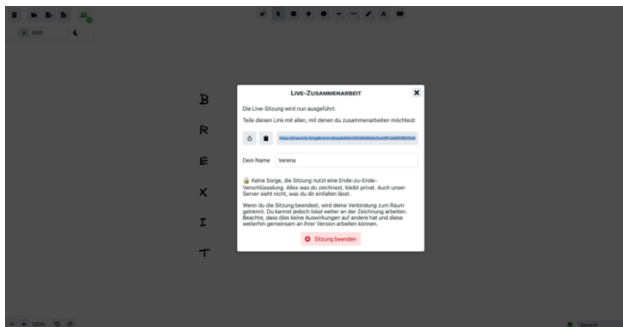 LIVE-ZUSAMMENARBEIT
Die Live-Sitzung wird nun ausgeführt.
Teile diesen Link mit allen, mit denen du zusammenarbeiten möchtest:
Dein Name
Verena
🔒 Keine Sorge, die Sitzung nutzt eine Ende-zu-Ende-
Verschlüsselung. Alles was du zeichnest, bleibt privat. Auch unser
Server sieht nicht, was du dir einfallen lässt.
Wenn du die Sitzung beendest, wird deine Verbindung zum Raum
getrennt. Du kannst jedoch lokal weiter an der Zeichnung arbeiten.
Beachte, dass dies keine Auswirkungen auf andere hat und diese
weiterhin gemeinsam an ihrer Version arbeiten können.
Sitzung beenden
B
R
E
X
I
T
100%